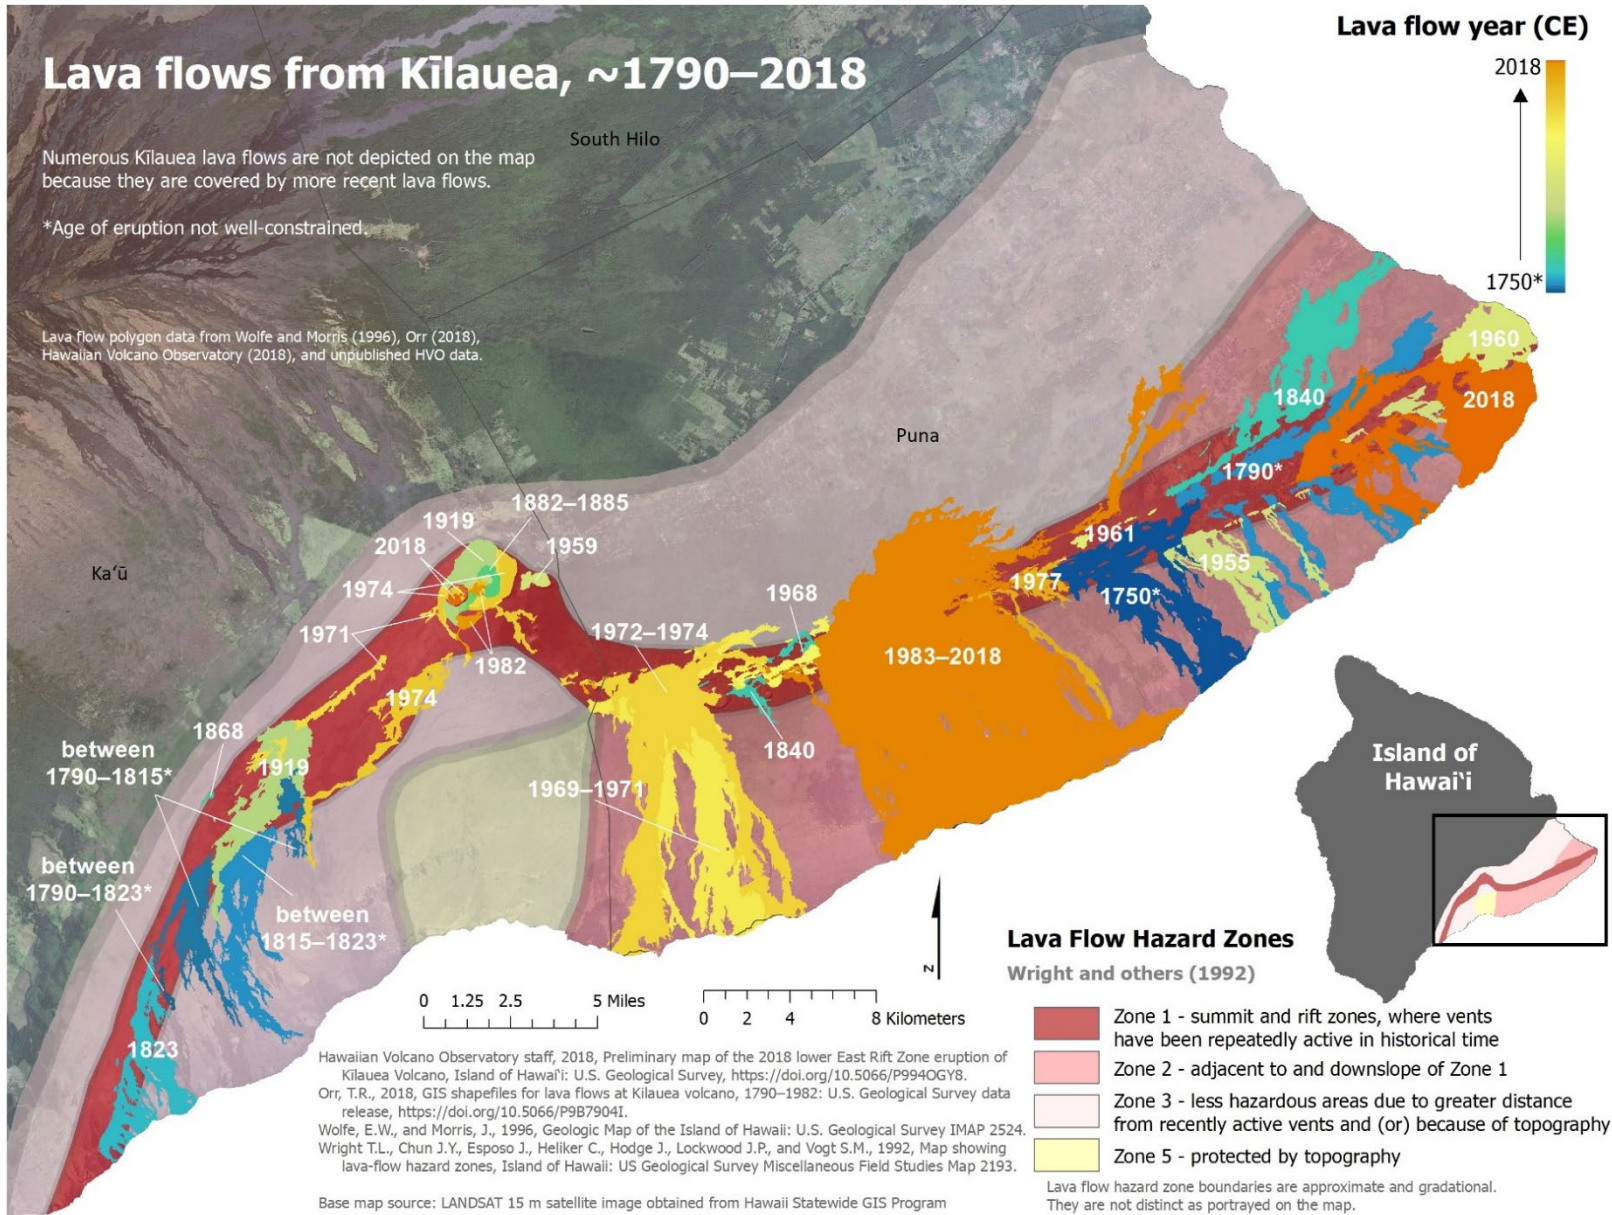 Lava flows from Kīlauea, ~1790–2018
Numerous Kīlauea lava flows are not depicted on the map
because they are covered by more recent lava flows.
*Age of eruption not well-constrained.
Lava flow polygon data from Wolfe and Morris (1996), Orr (2018),
Hawaiian Volcano Observatory (2018), and unpublished HVO data.
Lava flow year (CE)
2018
1750*
South Hilo
Puna
Kaʻū
1960
2018
1840
1790*
1961
1955
1977
1750*
1882–1885
1919
2018
1959
1974
1971
1982
1968
1972–1974
1983–2018
1974
1840
1868
between
1790–1815*
1919
1969–1971
between
1790–1823*
between
1815–1823*
1823
Island of
Hawaiʻi
N
0 1.25 2.5 5 Miles
0 2 4 8 Kilometers
Lava Flow Hazard Zones
Wright and others (1992)
Zone 1 - summit and rift zones, where vents
have been repeatedly active in historical time
Zone 2 - adjacent to and downslope of Zone 1
Zone 3 - less hazardous areas due to greater distance
from recently active vents and (or) because of topography
Zone 5 - protected by topography
Lava flow hazard zone boundaries are approximate and gradational.
They are not distinct as portrayed on the map.
Hawaiian Volcano Observatory staff, 2018, Preliminary map of the 2018 lower East Rift Zone eruption of
Kīlauea Volcano, Island of Hawaiʻi: U.S. Geological Survey, https://doi.org/10.5066/P994OGY8.
Orr, T.R., 2018, GIS shapefiles for lava flows at Kilauea volcano, 1790–1982: U.S. Geological Survey data
release, https://doi.org/10.5066/P9B7904I.
Wolfe, E.W., and Morris, J., 1996, Geologic Map of the Island of Hawaii: U.S. Geological Survey IMAP 2524.
Wright T.L., Chun J.Y., Esposo J., Heliker C., Hodge J., Lockwood J.P., and Vogt S.M., 1992, Map showing
lava-flow hazard zones, Island of Hawaii: US Geological Survey Miscellaneous Field Studies Map 2193.
Base map source: LANDSAT 15 m satellite image obtained from Hawaii Statewide GIS Program